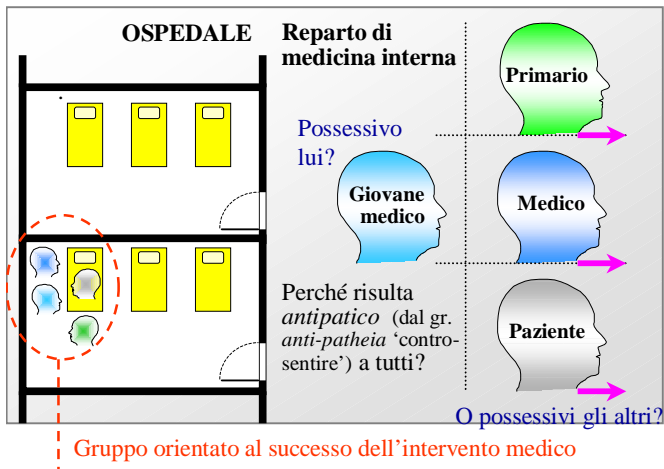 OSPEDALE
Reparto di
medicina interna
Primario
Possessivo
lui?
Giovane
medico
Medico
Perché risulta
antipatico (dal gr.
anti-patheia ‘contro-
sentire’) a tutti?
Paziente
O possessivi gli altri?
Gruppo orientato al successo dell’intervento medico